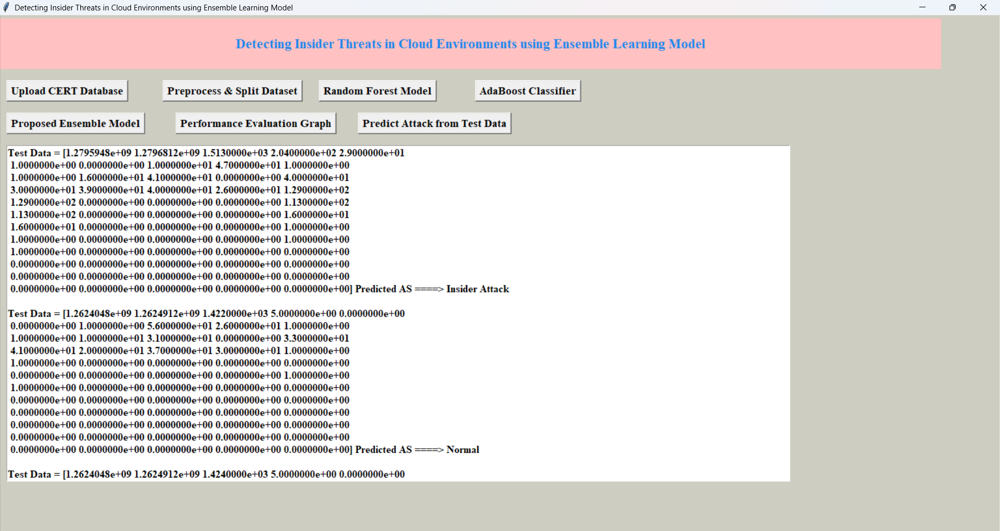 Detecting Insider Threats in Cloud Environments using Ensemble Learning Model
Detecting Insider Threats in Cloud Environments using Ensemble Learning Model
Upload CERT Database Preprocess & Split Dataset Random Forest Model AdaBoost Classifier
Proposed Ensemble Model Performance Evaluation Graph Predict Attack from Test Data
Test Data = [1.2795948e+09 1.2796812e+09 1.5130000e+03 2.0400000e+02 2.9000000e+01
1.0000000e+00 0.0000000e+00 1.0000000e+01 4.7000000e+01 1.0000000e+00
1.0000000e+00 1.6000000e+01 4.1000000e+01 0.0000000e+00 4.0000000e+01
3.0000000e+01 3.9000000e+01 4.0000000e+01 2.6000000e+01 1.2900000e+02
1.2900000e+02 0.0000000e+00 0.0000000e+00 0.0000000e+00 1.1300000e+02
1.1300000e+02 0.0000000e+00 0.0000000e+00 0.0000000e+00 1.6000000e+01
1.6000000e+01 0.0000000e+00 0.0000000e+00 0.0000000e+00 1.0000000e+00
1.0000000e+00 0.0000000e+00 0.0000000e+00 0.0000000e+00 1.0000000e+00
1.0000000e+00 0.0000000e+00 0.0000000e+00 0.0000000e+00 0.0000000e+00
0.0000000e+00 0.0000000e+00 0.0000000e+00 0.0000000e+00 0.0000000e+00
0.0000000e+00 0.0000000e+00 0.0000000e+00 0.0000000e+00 0.0000000e+00
0.0000000e+00 0.0000000e+00 0.0000000e+00 0.0000000e+00 0.0000000e+00] Predicted AS ====> Insider Attack
Test Data = [1.2624048e+09 1.2624912e+09 1.4220000e+03 5.0000000e+00 0.0000000e+00
0.0000000e+00 1.0000000e+00 5.6000000e+01 2.6000000e+01 1.0000000e+00
1.0000000e+00 1.0000000e+01 3.1000000e+01 0.0000000e+00 3.3000000e+01
4.1000000e+01 2.0000000e+01 3.7000000e+01 3.0000000e+01 1.0000000e+00
1.0000000e+00 0.0000000e+00 0.0000000e+00 0.0000000e+00 0.0000000e+00
0.0000000e+00 0.0000000e+00 0.0000000e+00 0.0000000e+00 1.0000000e+00
1.0000000e+00 0.0000000e+00 0.0000000e+00 0.0000000e+00 0.0000000e+00
0.0000000e+00 0.0000000e+00 0.0000000e+00 0.0000000e+00 0.0000000e+00
0.0000000e+00 0.0000000e+00 0.0000000e+00 0.0000000e+00 0.0000000e+00
0.0000000e+00 0.0000000e+00 0.0000000e+00 0.0000000e+00 0.0000000e+00
0.0000000e+00 0.0000000e+00 0.0000000e+00 0.0000000e+00 0.0000000e+00
0.0000000e+00 0.0000000e+00 0.0000000e+00 0.0000000e+00 0.0000000e+00] Predicted AS ====> Normal
Test Data = [1.2624048e+09 1.2624912e+09 1.4240000e+03 5.0000000e+00 0.0000000e+00